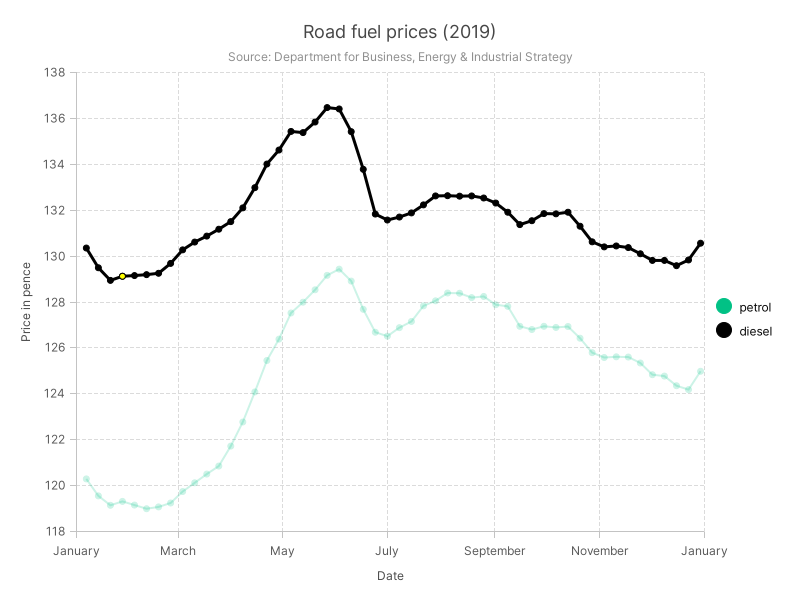 Road fuel prices (2019)
Source: Department for Business, Energy & Industrial Strategy
138
136
134
132
130
128
126
124
122
120
118
Price in pence
January
March
May
July
September
November
January
Date
petrol
diesel